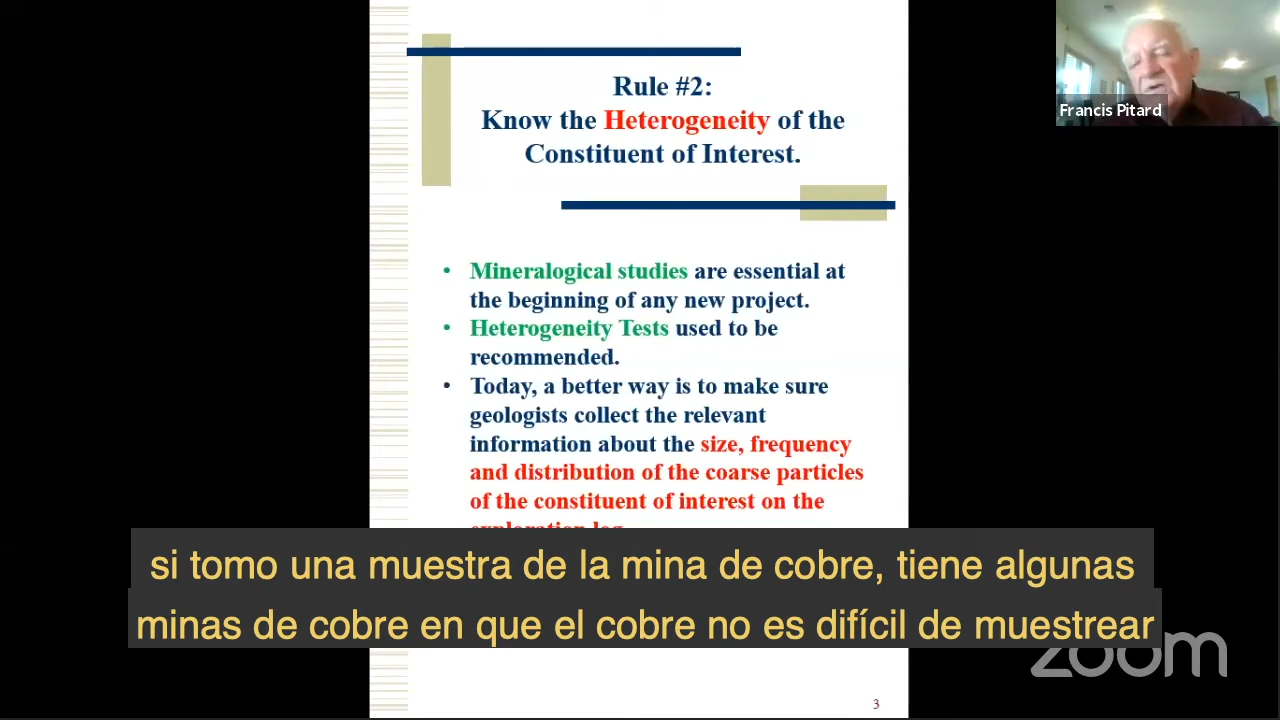 Rule #2:
Know the Heterogeneity of the
Constituent of Interest.
Francis Pitard
• Mineralogical studies are essential at
the beginning of any new project.
• Heterogeneity Tests used to be
recommended.
• Today, a better way is to make sure
geologists collect the relevant
information about the size, frequency
and distribution of the coarse particles
of the constituent of interest on the
exploration log
si tomo una muestra de la mina de cobre, tiene algunas
minas de cobre en que el cobre no es difícil de muestrear
zoom
3